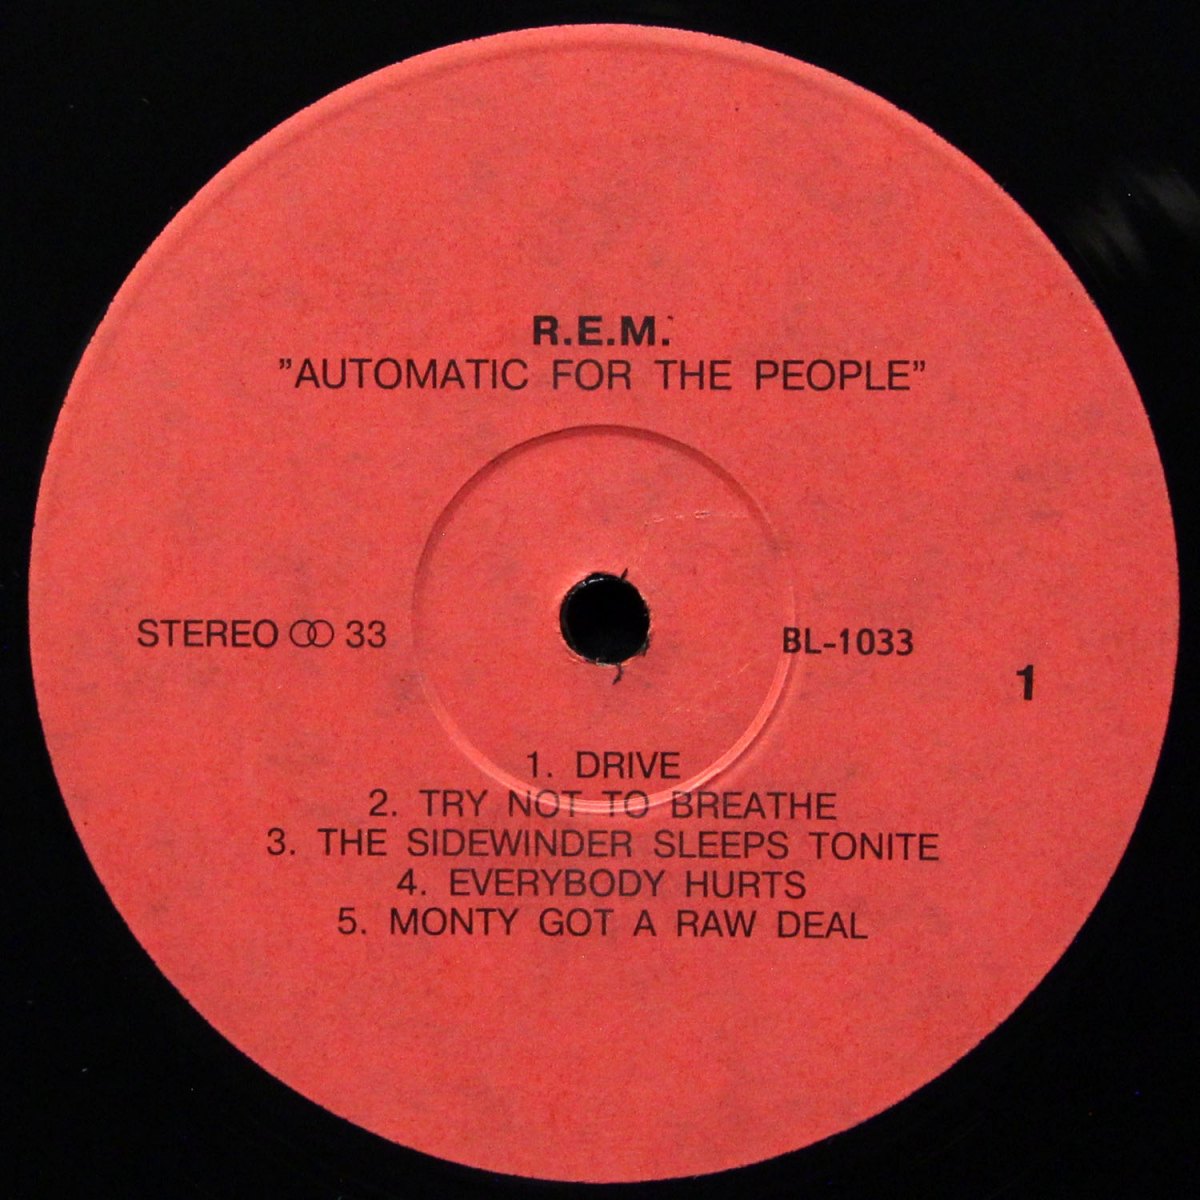 R.E.M.
”AUTOMATIC FOR THE PEOPLE”
STEREO 33
BL-1033
1
1. DRIVE
2. TRY NOT TO BREATHE
3. THE SIDEWINDER SLEEPS TONITE
4. EVERYBODY HURTS
5. MONTY GOT A RAW DEAL